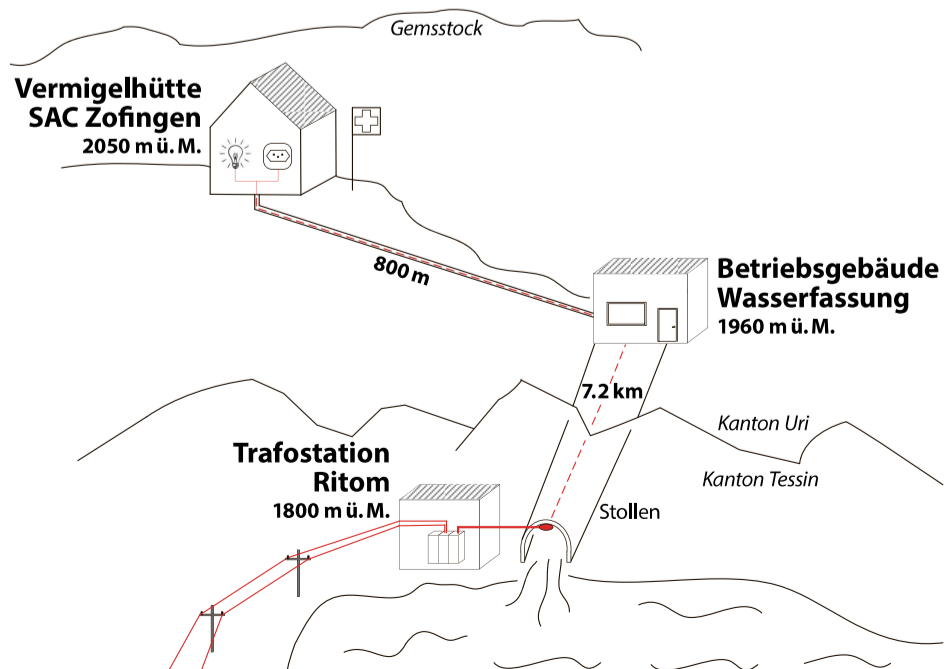 Gemsstock
Vermigelhütte
SAC Zofingen
2050 m ü. M.
800 m
Betriebsgebäude
Wasserfassung
1960 m ü. M.
7.2 km
Kanton Uri
Kanton Tessin
Trafostation
Ritom
1800 m ü. M.
Stollen